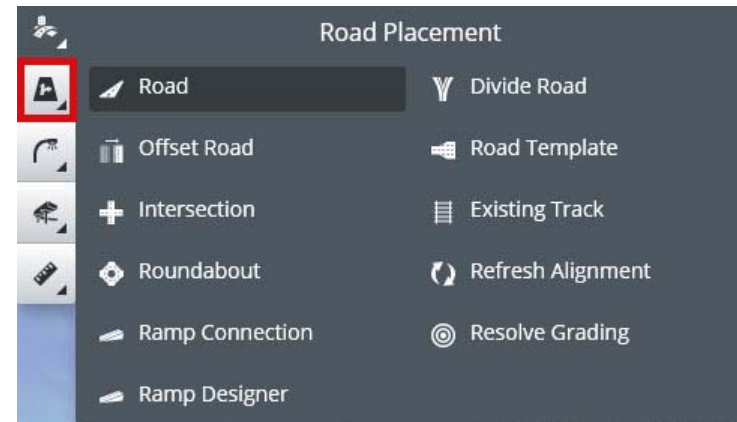 Road Placement
Road
Divide Road
Offset Road
Road Template
Intersection
Existing Track
Roundabout
Refresh Alignment
Ramp Connection
Resolve Grading
Ramp Designer